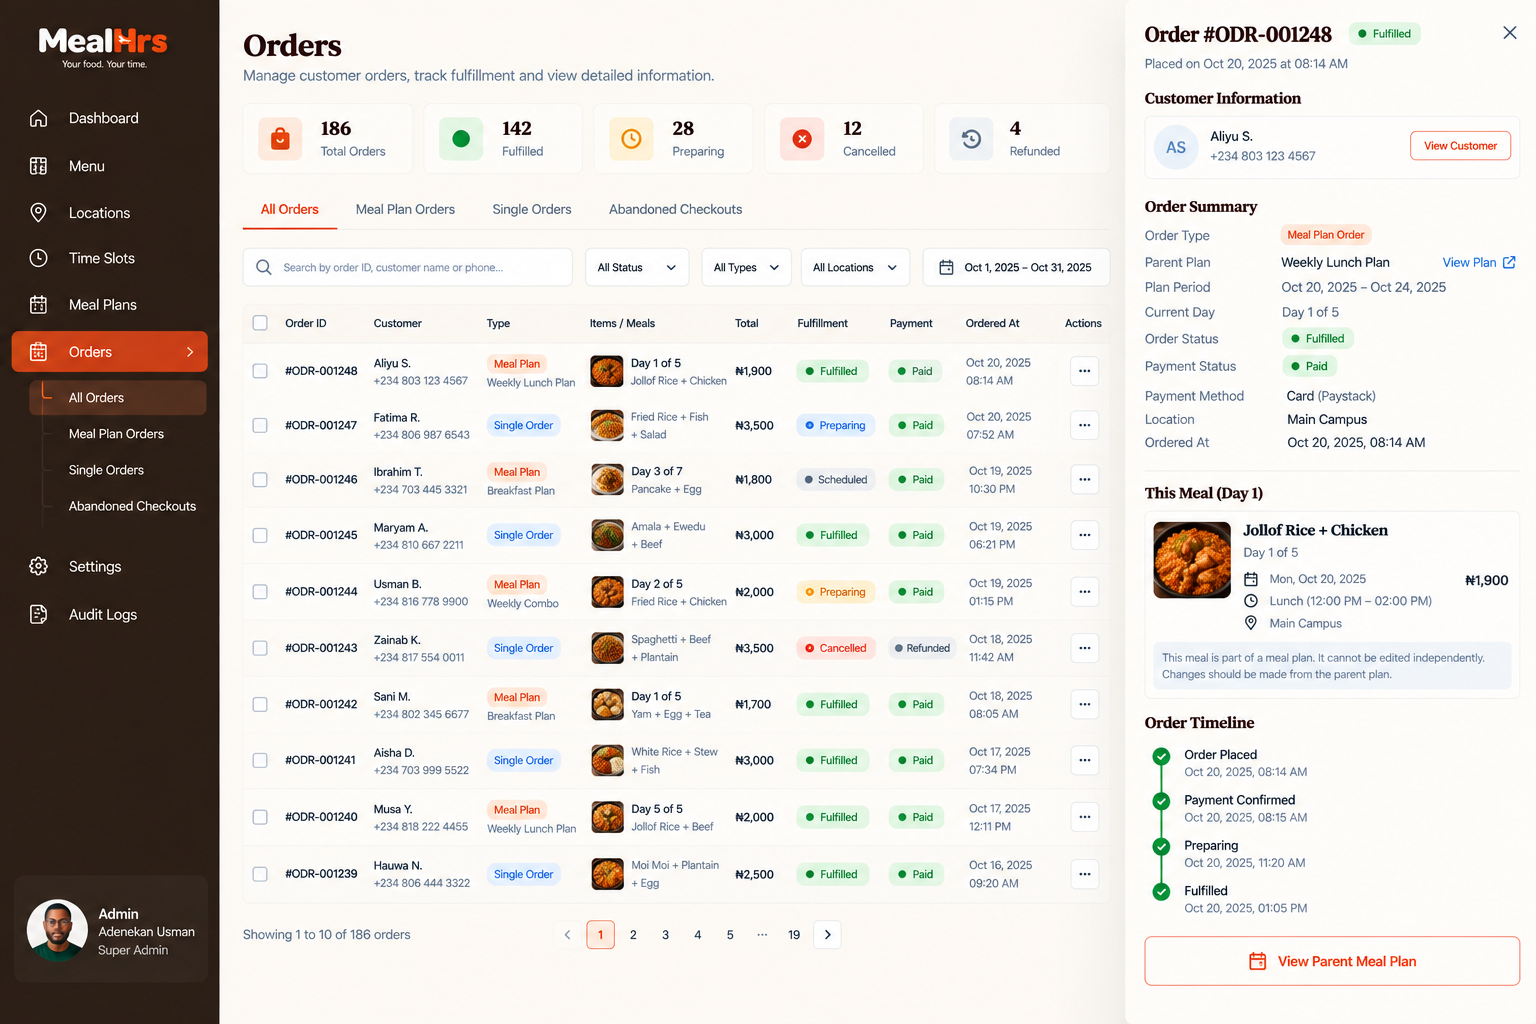 MealHrs
Your food. Your time.
Dashboard
Menu
Locations
Time Slots
Meal Plans
Orders
All Orders
Meal Plan Orders
Single Orders
Abandoned Checkouts
Settings
Audit Logs
Admin
Adenekan Usman
Super Admin
Orders
Manage customer orders, track fulfillment and view detailed information.
186
Total Orders
142
Fulfilled
28
Preparing
12
Cancelled
4
Refunded
All Orders
Meal Plan Orders
Single Orders
Abandoned Checkouts
Search by order ID, customer name or phone...
All Status
All Types
All Locations
Oct 1, 2025 – Oct 31, 2025
Order ID Customer Type Items / Meals Total Fulfillment Payment Ordered At Actions
#ODR-001248 Aliyu S. Meal Plan Day 1 of 5 ₦1,900 Fulfilled Paid Oct 20, 2025
+234 803 123 4567 Weekly Lunch Plan Jollof Rice + Chicken 08:14 AM
#ODR-001247 Fatima R. Single Order Fried Rice + Fish ₦3,500 Preparing Paid Oct 20, 2025
+234 806 987 6543 + Salad 07:52 AM
#ODR-001246 Ibrahim T. Meal Plan Day 3 of 7 ₦1,800 Scheduled Paid Oct 19, 2025
+234 703 445 3321 Breakfast Plan Pancake + Egg 10:30 PM
#ODR-001245 Maryam A. Single Order Amala + Ewedu ₦3,000 Fulfilled Paid Oct 19, 2025
+234 810 667 2211 + Beef 06:21 PM
#ODR-001244 Usman B. Meal Plan Day 2 of 5 ₦2,000 Preparing Paid Oct 19, 2025
+234 816 778 9900 Weekly Combo Fried Rice + Chicken 01:15 PM
#ODR-001243 Zainab K. Single Order Spaghetti + Beef ₦3,500 Cancelled Refunded Oct 18, 2025
+234 817 554 0011 + Plantain 11:42 AM
#ODR-001242 Sani M. Meal Plan Day 1 of 5 ₦1,700 Fulfilled Paid Oct 18, 2025
+234 802 345 6677 Breakfast Plan Yam + Egg + Tea 08:05 AM
#ODR-001241 Aisha D. Single Order White Rice + Stew ₦3,000 Fulfilled Paid Oct 17, 2025
+234 703 999 5522 + Fish 07:34 PM
#ODR-001240 Musa Y. Meal Plan Day 5 of 5 ₦2,000 Fulfilled Paid Oct 17, 2025
+234 818 222 4455 Weekly Lunch Plan Jollof Rice + Beef 12:11 PM
#ODR-001239 Hauwa N. Single Order Moi Moi + Plantain ₦2,500 Fulfilled Paid Oct 16, 2025
+234 806 444 3322 + Egg 09:20 AM
Showing 1 to 10 of 186 orders
1 2 3 4 5 ... 19
Order #ODR-001248 Fulfilled
Placed on Oct 20, 2025 at 08:14 AM
Customer Information
AS
Aliyu S.
+234 803 123 4567
View Customer
Order Summary
Order Type Meal Plan Order
Parent Plan Weekly Lunch Plan View Plan
Plan Period Oct 20, 2025 – Oct 24, 2025
Current Day Day 1 of 5
Order Status Fulfilled
Payment Status Paid
Payment Method Card (Paystack)
Location Main Campus
Ordered At Oct 20, 2025, 08:14 AM
This Meal (Day 1)
Jollof Rice + Chicken
Day 1 of 5
Mon, Oct 20, 2025 ₦1,900
Lunch (12:00 PM – 02:00 PM)
Main Campus
This meal is part of a meal plan. It cannot be edited independently.
Changes should be made from the parent plan.
Order Timeline
Order Placed
Oct 20, 2025, 08:14 AM
Payment Confirmed
Oct 20, 2025, 08:15 AM
Preparing
Oct 20, 2025, 11:20 AM
Fulfilled
Oct 20, 2025, 01:05 PM
View Parent Meal Plan